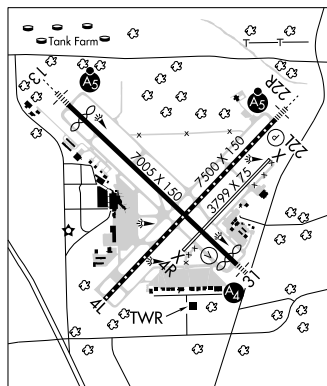 Tank Farm
A5
13
A5
22R
P
22L
7005 X 150
7500 X 150
3799 X 75
X
X
V
4R
4L
31
A4
TWR